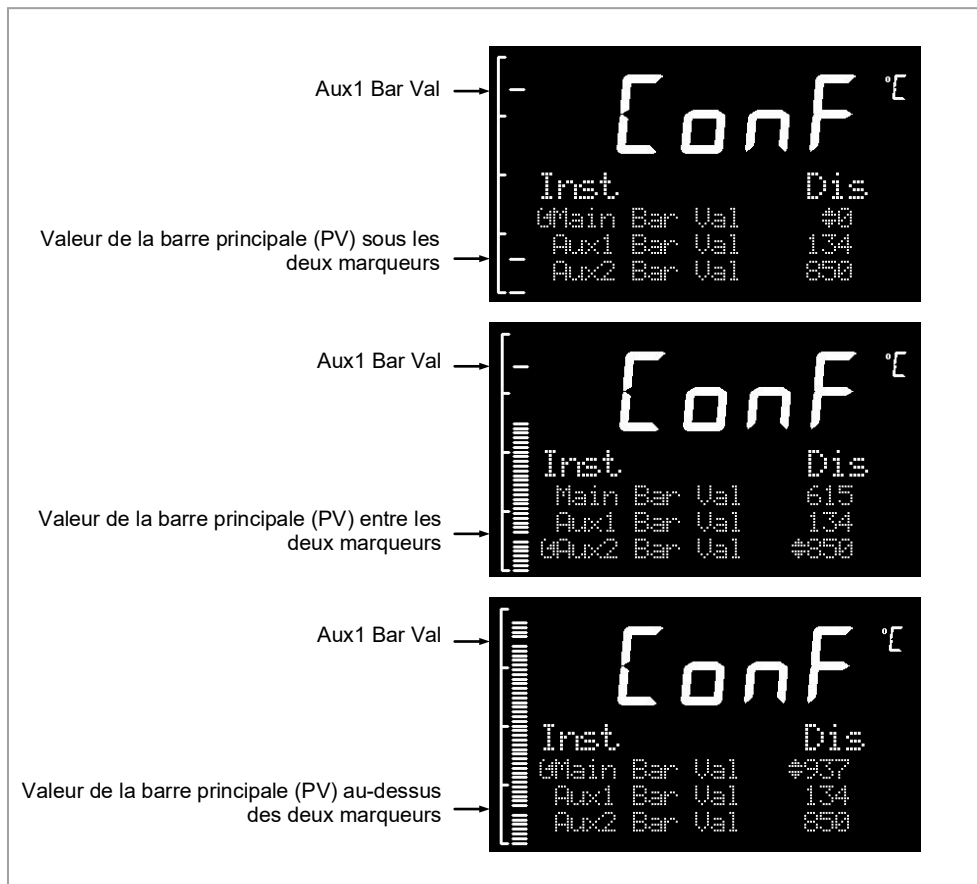 Aux1 Bar Val
ConF °C
Inst Dis
Main Bar Val 0
Valeur de la barre principale (PV) sous les
deux marqueurs
Aux1 Bar Val 134
Aux2 Bar Val 850
Aux1 Bar Val
ConF °C
Inst Dis
Main Bar Val 615
Valeur de la barre principale (PV) entre les
deux marqueurs
Aux1 Bar Val 134
Aux2 Bar Val 850
Aux1 Bar Val
ConF °C
Inst Dis
Main Bar Val 937
Valeur de la barre principale (PV) au-dessus
des deux marqueurs
Aux1 Bar Val 134
Aux2 Bar Val 850